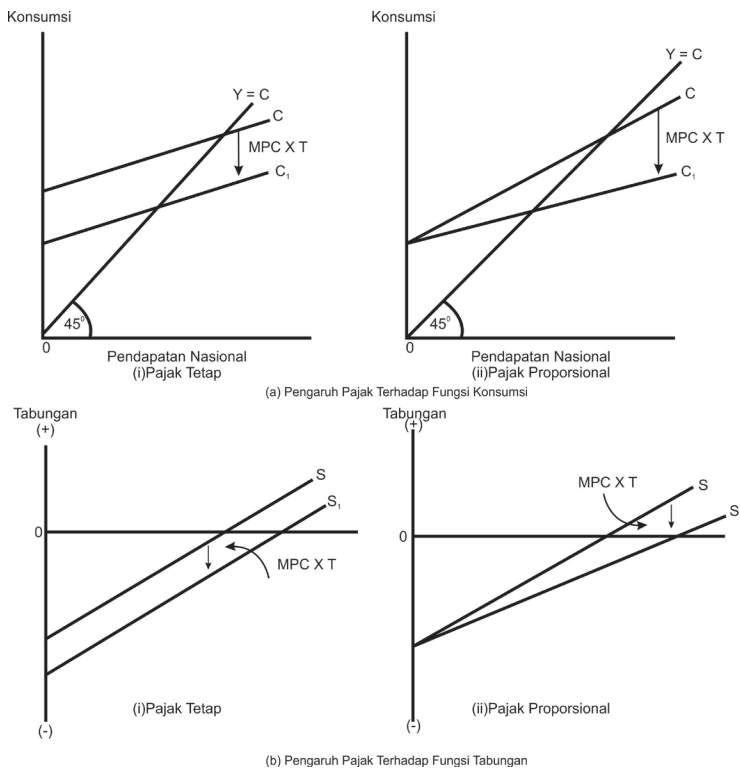 Konsumsi
Y = C
C
MPC X T
C₁
45⁰
0
Pendapatan Nasional
(i)Pajak Tetap
Konsumsi
Y = C
C
MPC X T
C₁
45⁰
0
Pendapatan Nasional
(ii)Pajak Proporsional
(a) Pengaruh Pajak Terhadap Fungsi Konsumsi
Tabungan
(+)
S
S₁
0
MPC X T
(i)Pajak Tetap
(-)
Tabungan
(+)
MPC X T
S
S
0
(ii)Pajak Proporsional
(-)
(b) Pengaruh Pajak Terhadap Fungsi Tabungan